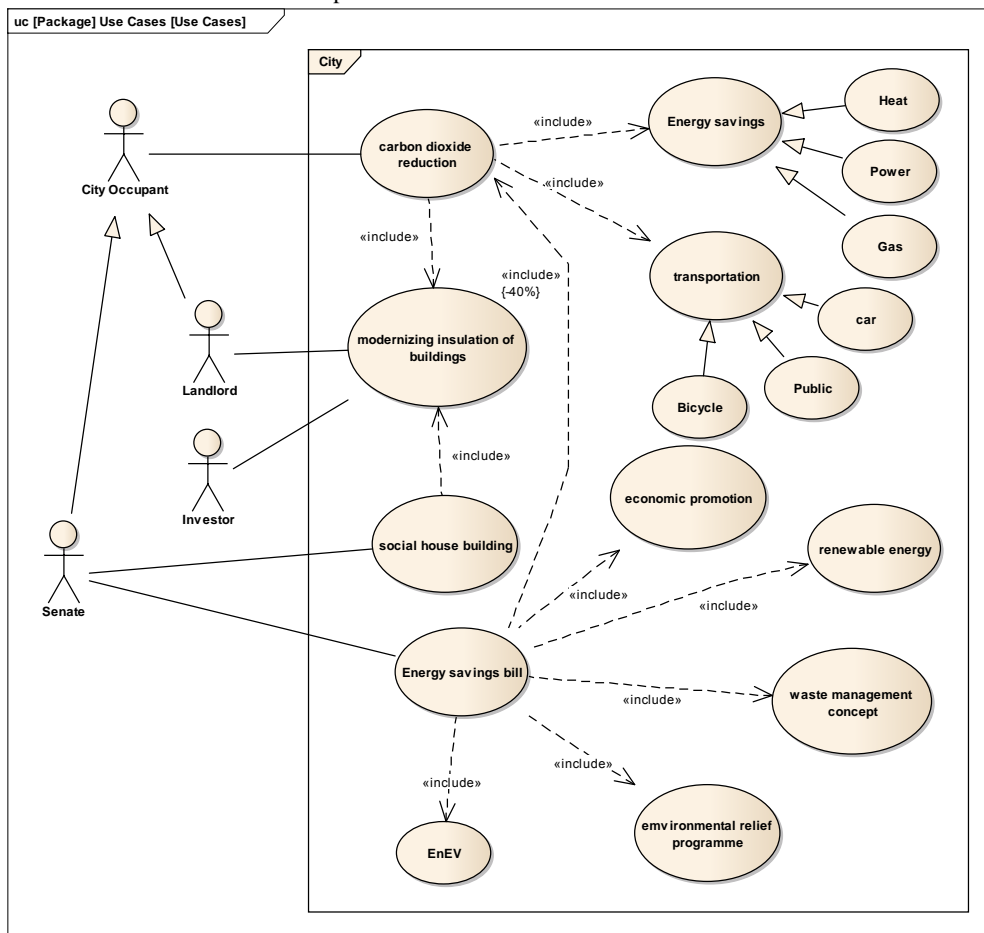 uc [Package] Use Cases [Use Cases]
City
Heat
Energy savings
«include»
carbon dioxide
reduction
Power
City Occupant
«include»
Gas
«include»
«include»
{-40%}
transportation
car
modernizing insulation of
buildings
Landlord
Public
Bicycle
«include»
Investor
economic promotion
social house building
renewable energy
Senate
«include»
«include»
Energy savings bill
waste management
concept
«include»
«include»
«include»
emvironmental relief
programme
EnEV